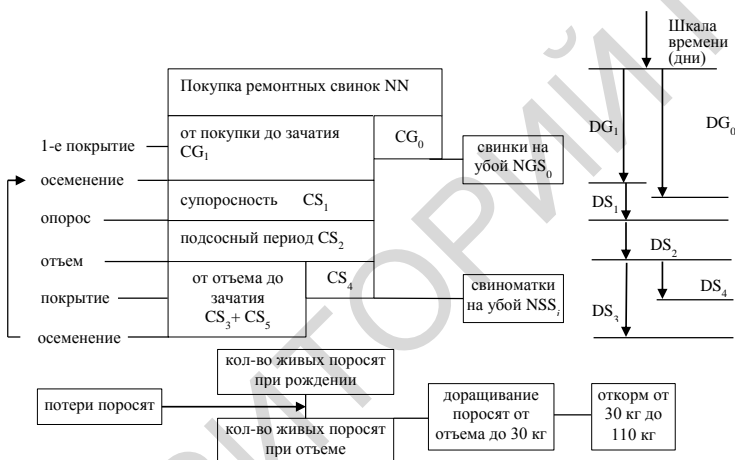 Шкала
времени
(дни)
Покупка ремонтных свинок NN
1-е покрытие
от покупки до зачатия
CG₁
CG₀
свинки на
убой NGS₀
DG₁
DG₀
осеменение
супоросность CS₁
DS₁
опорос
подсосный период CS₂
DS₂
отъем
покрытие
от отъема до
зачатия
CS₃+ CS₅
CS₄
свиноматки
на убой NSSᵢ
DS₄
DS₃
осеменение
кол-во живых поросят
при рождении
потери поросят
кол-во живых поросят
при отъеме
доращивание
поросят от
отъема до 30 кг
откорм от
30 кг до
110 кг